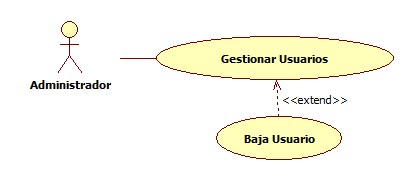 Gestionar Usuarios
Administrador
<<extend>>
Baja Usuario